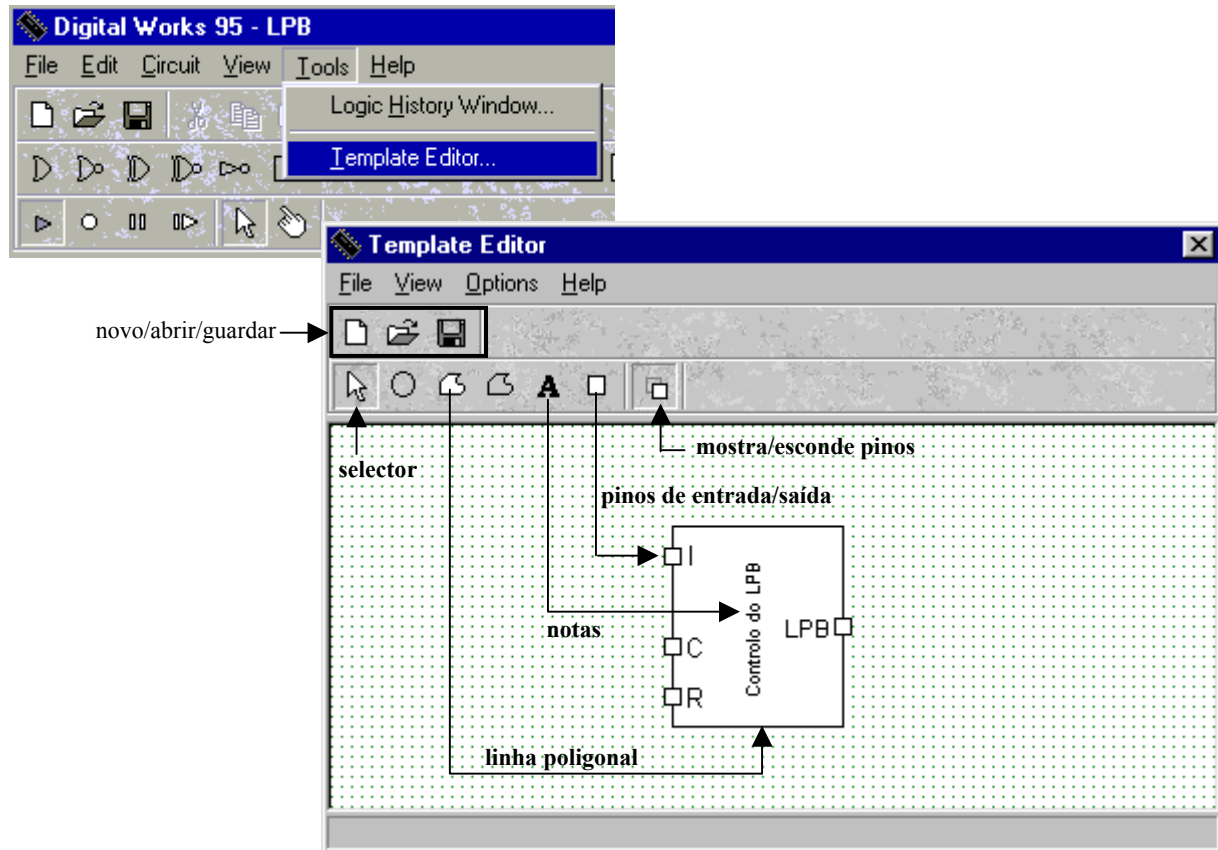 Digital Works 95 - LPB
File Edit Circuit View Tools Help
Logic History Window...
Template Editor...
Template Editor
File View Options Help
novo/abrir/guardar
A
selector
mostra/esconde pinos
pinos de entrada/saída
I
Controlo do LPB
LPB
notas
C
R
linha poligonal